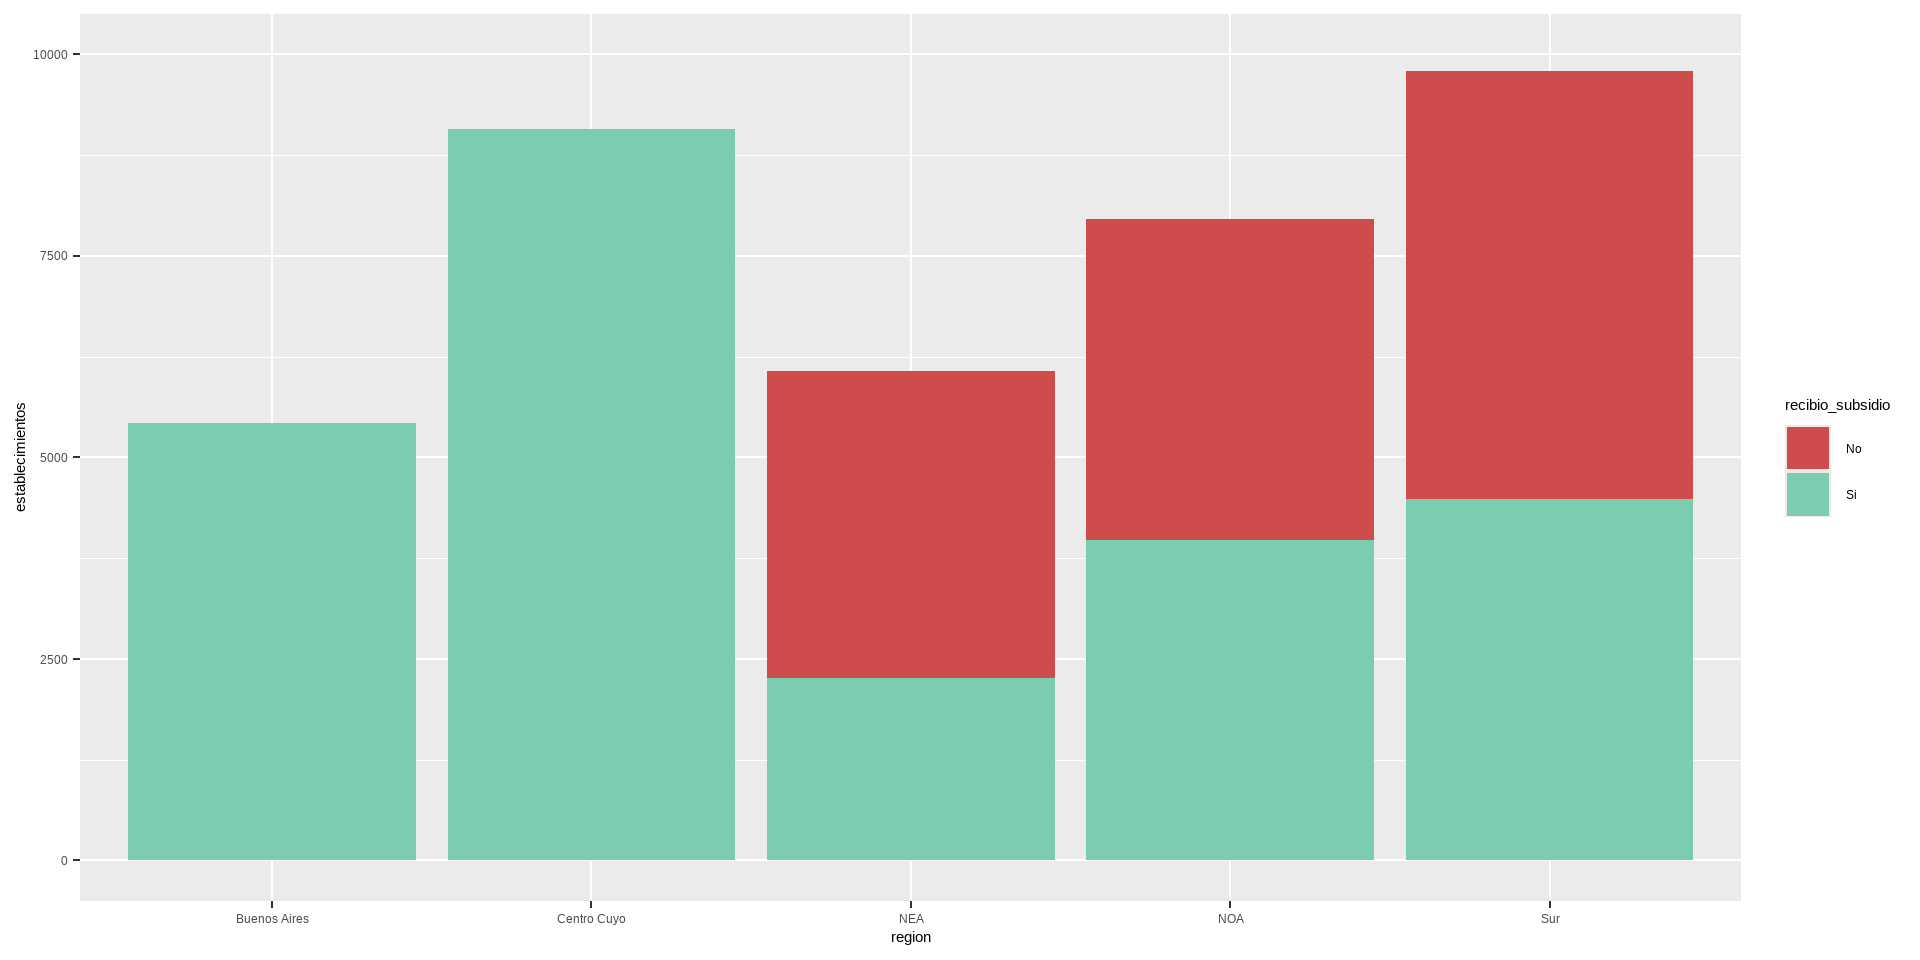 10000
7500
5000
2500
0
establecimientos
Buenos Aires
Centro Cuyo
NEA
NOA
Sur
region
recibio_subsidio
No
Si